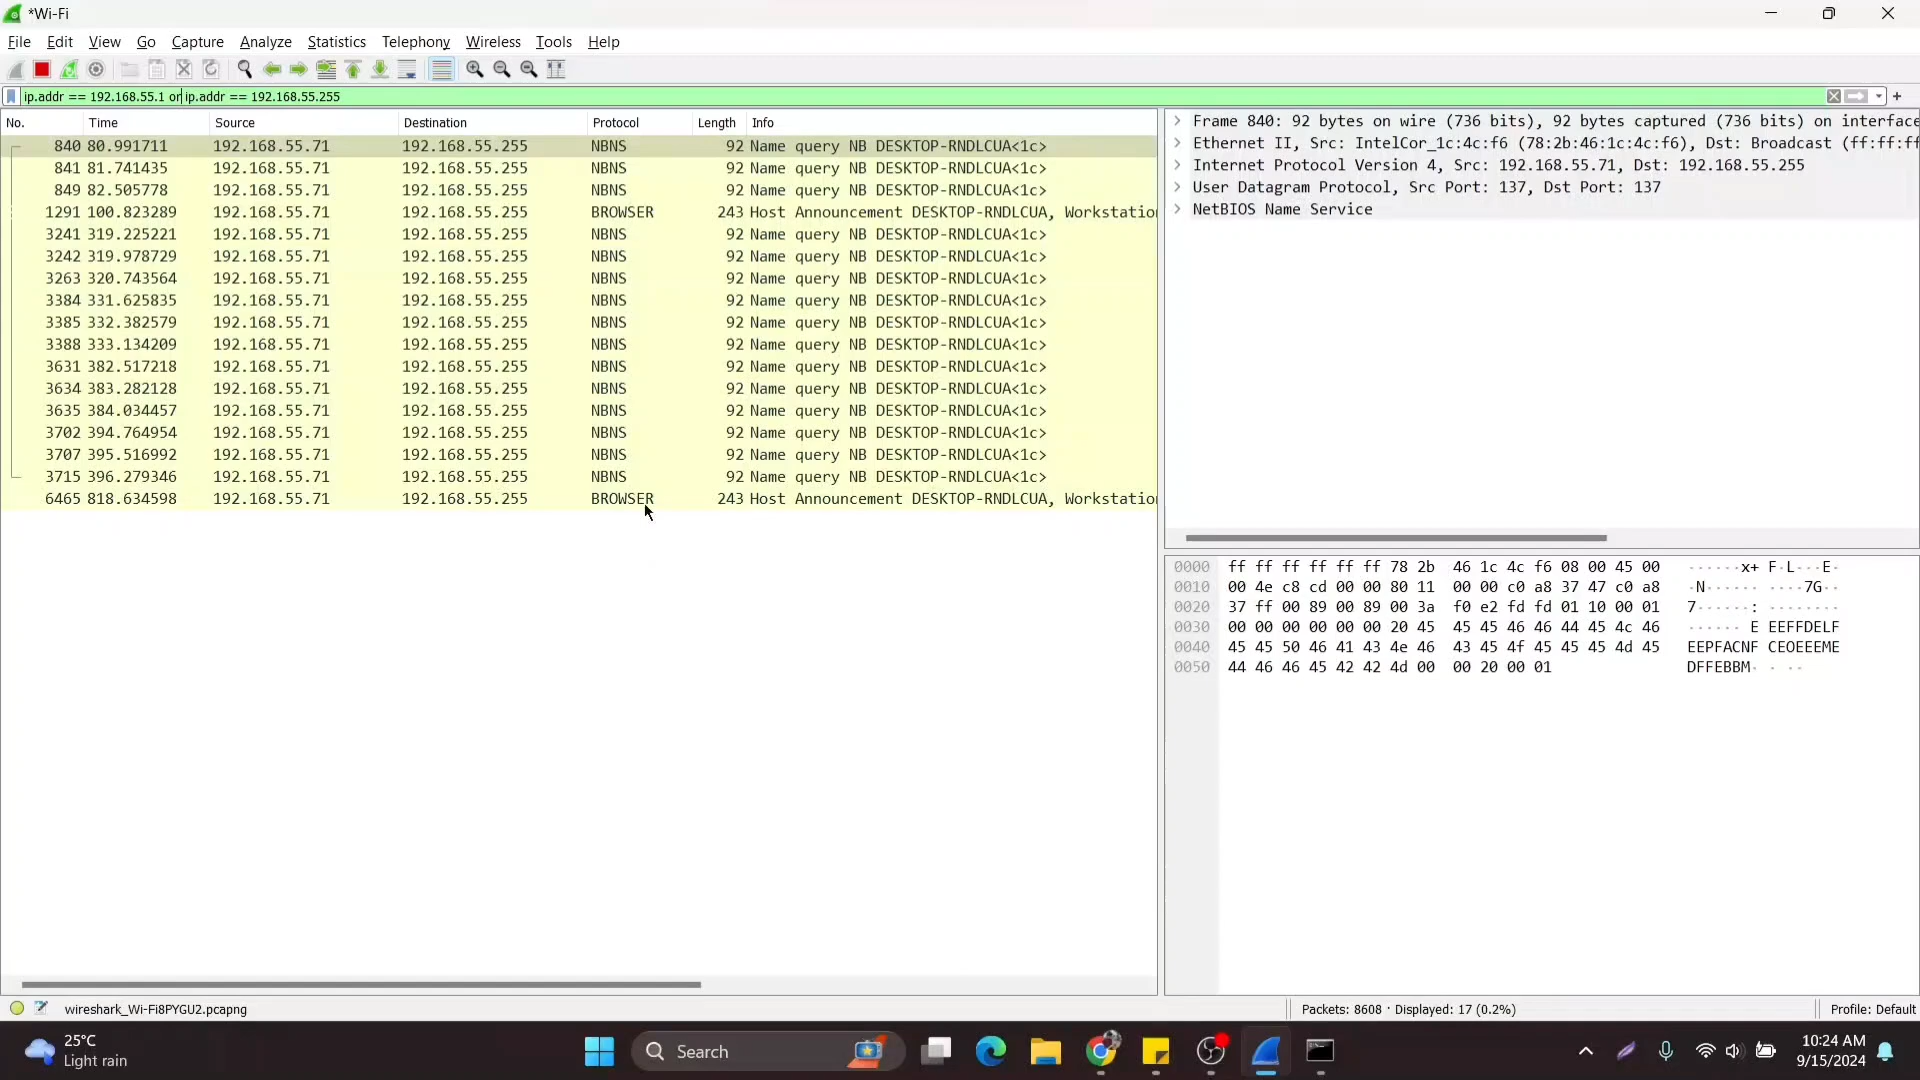 *Wi-Fi
File Edit View Go Capture Analyze Statistics Telephony Wireless Tools Help
ip.addr == 192.168.55.1 or ip.addr == 192.168.55.255
No. Time Source Destination Protocol Length Info
840 80.991711 192.168.55.71 192.168.55.255 NBNS 92 Name query NB DESKTOP-RNDLCUA<1c>
841 81.741435 192.168.55.71 192.168.55.255 NBNS 92 Name query NB DESKTOP-RNDLCUA<1c>
849 82.505778 192.168.55.71 192.168.55.255 NBNS 92 Name query NB DESKTOP-RNDLCUA<1c>
1291 100.823289 192.168.55.71 192.168.55.255 BROWSER 243 Host Announcement DESKTOP-RNDLCUA, Workstatio
3241 319.225221 192.168.55.71 192.168.55.255 NBNS 92 Name query NB DESKTOP-RNDLCUA<1c>
3242 319.978729 192.168.55.71 192.168.55.255 NBNS 92 Name query NB DESKTOP-RNDLCUA<1c>
3263 320.743564 192.168.55.71 192.168.55.255 NBNS 92 Name query NB DESKTOP-RNDLCUA<1c>
3384 331.625835 192.168.55.71 192.168.55.255 NBNS 92 Name query NB DESKTOP-RNDLCUA<1c>
3385 332.382579 192.168.55.71 192.168.55.255 NBNS 92 Name query NB DESKTOP-RNDLCUA<1c>
3388 333.134209 192.168.55.71 192.168.55.255 NBNS 92 Name query NB DESKTOP-RNDLCUA<1c>
3631 382.517218 192.168.55.71 192.168.55.255 NBNS 92 Name query NB DESKTOP-RNDLCUA<1c>
3634 383.282128 192.168.55.71 192.168.55.255 NBNS 92 Name query NB DESKTOP-RNDLCUA<1c>
3635 384.034457 192.168.55.71 192.168.55.255 NBNS 92 Name query NB DESKTOP-RNDLCUA<1c>
3702 394.764954 192.168.55.71 192.168.55.255 NBNS 92 Name query NB DESKTOP-RNDLCUA<1c>
3707 395.516992 192.168.55.71 192.168.55.255 NBNS 92 Name query NB DESKTOP-RNDLCUA<1c>
3715 396.279346 192.168.55.71 192.168.55.255 NBNS 92 Name query NB DESKTOP-RNDLCUA<1c>
6465 818.634598 192.168.55.71 192.168.55.255 BROWSER 243 Host Announcement DESKTOP-RNDLCUA, Workstatio
Frame 840: 92 bytes on wire (736 bits), 92 bytes captured (736 bits) on interface
Ethernet II, Src: IntelCor_1c:4c:f6 (78:2b:46:1c:4c:f6), Dst: Broadcast (ff:ff:ff
Internet Protocol Version 4, Src: 192.168.55.71, Dst: 192.168.55.255
User Datagram Protocol, Src Port: 137, Dst Port: 137
NetBIOS Name Service
0000 ff ff ff ff ff ff 78 2b 46 1c 4c f6 08 00 45 00 ······x+ F·L···E·
0010 00 4e c8 cd 00 00 80 11 00 00 c0 a8 37 47 c0 a8 ·N······ ····7G··
0020 37 ff 00 89 00 89 00 3a f0 e2 fd fd 01 10 00 01 7······: ········
0030 00 00 00 00 00 00 20 45 45 45 46 46 44 45 4c 46 ······ E EEFFDELF
0040 45 45 50 46 41 43 4e 46 43 45 4f 45 45 45 4d 45 EEPFACNF CEOEEEME
0050 44 46 46 45 42 42 4d 00 00 20 00 01 DFFEBBM· · ··
wireshark_Wi-Fi8PYGU2.pcapng
Packets: 8608 · Displayed: 17 (0.2%)
Profile: Default
25°C
Light rain
Search
10:24 AM
9/15/2024